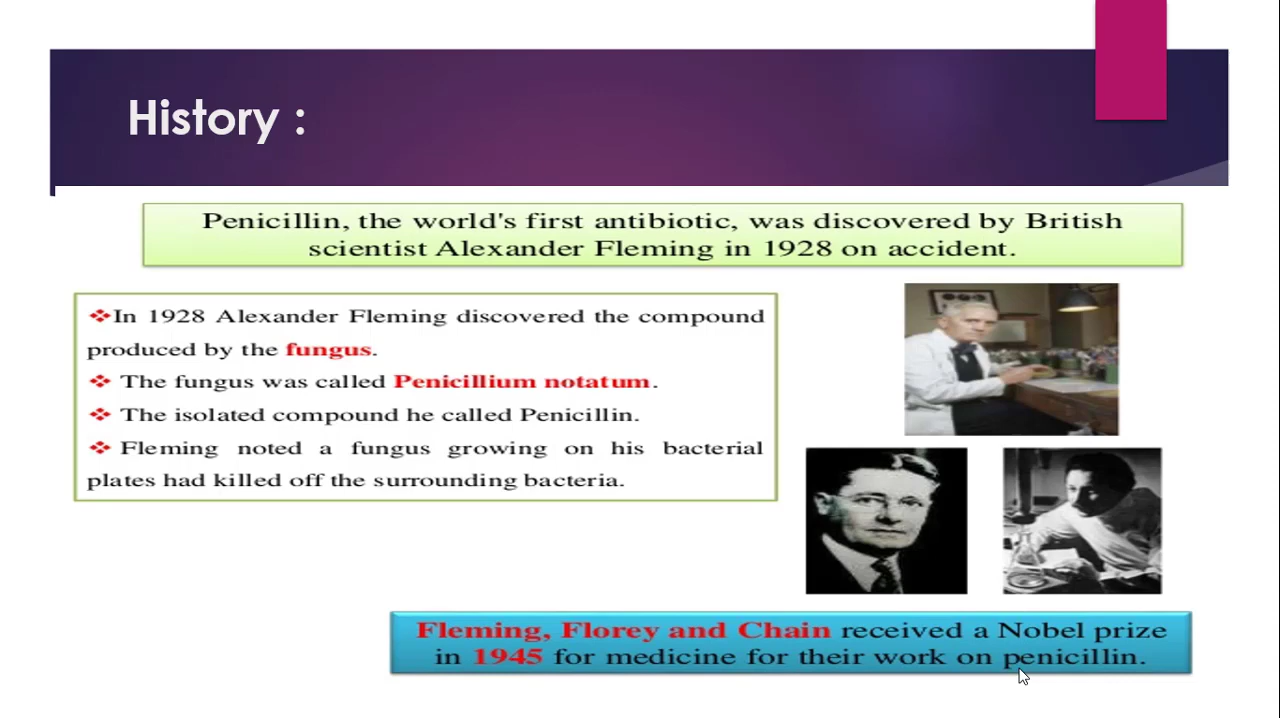 History :
Penicillin, the world's first antibiotic, was discovered by British
scientist Alexander Fleming in 1928 on accident.
❖In 1928 Alexander Fleming discovered the compound
produced by the fungus.
❖ The fungus was called Penicillium notatum.
❖ The isolated compound he called Penicillin.
❖ Fleming noted a fungus growing on his bacterial
plates had killed off the surrounding bacteria.
Fleming, Florey and Chain received a Nobel prize
in 1945 for medicine for their work on penicillin.